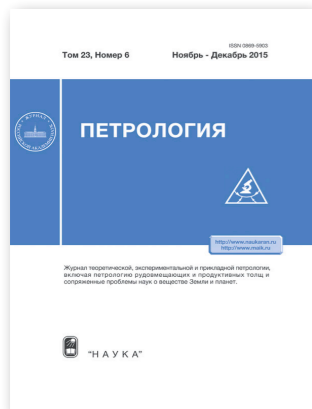 ISSN 0869-5903
Том 23, Номер 6
Ноябрь - Декабрь 2015
ПЕТРОЛОГИЯ
http://www.naukaran.ru
http://www.maik.ru
Журнал теоретической, экспериментальной и прикладной петрологии,
включая петрологию рудовмещающих и продуктивных толщ и
сопряженные проблемы наук о веществе Земли и планет.
"НАУКА"